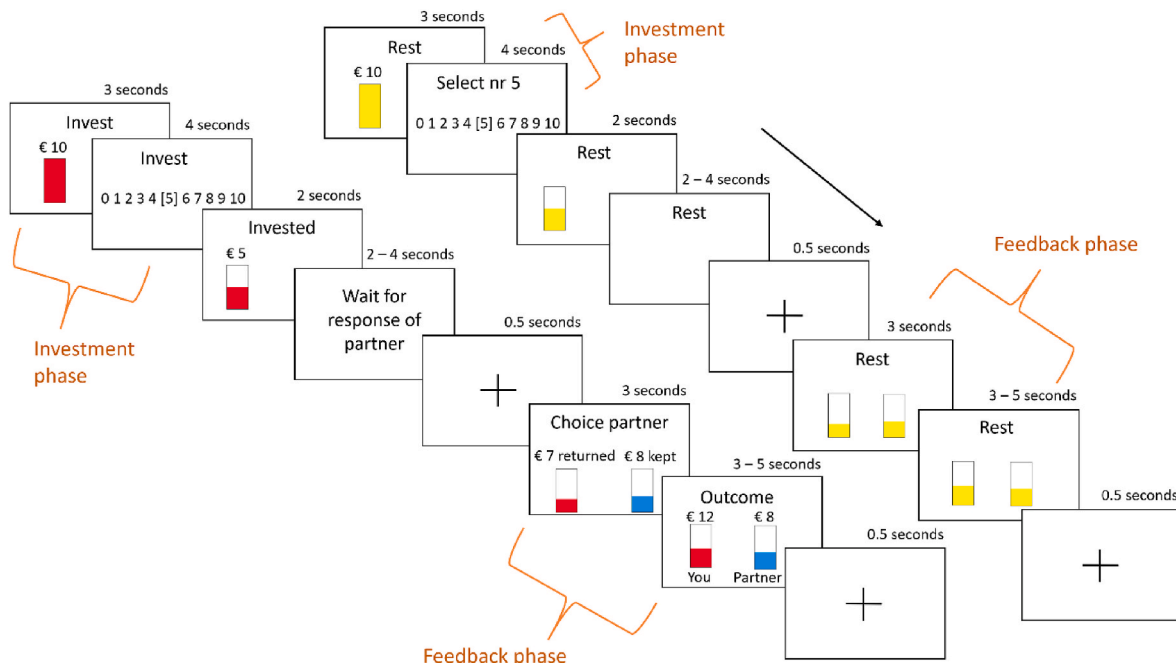 3 seconds
Invest
€ 10
4 seconds
Invest
0 1 2 3 4 [5] 6 7 8 9 10
2 seconds
Invested
€ 5
2 – 4 seconds
Wait for
response of
partner
0.5 seconds
3 seconds
Choice partner
€ 7 returned € 8 kept
3 – 5 seconds
Outcome
€ 12 € 8
You Partner
0.5 seconds
Investment
phase
Feedback phase
3 seconds
Rest
€ 10
4 seconds
Select nr 5
0 1 2 3 4 [5] 6 7 8 9 10
2 seconds
Rest
2 – 4 seconds
Rest
0.5 seconds
3 seconds
Rest
3 – 5 seconds
Rest
0.5 seconds
Investment
phase
Feedback phase